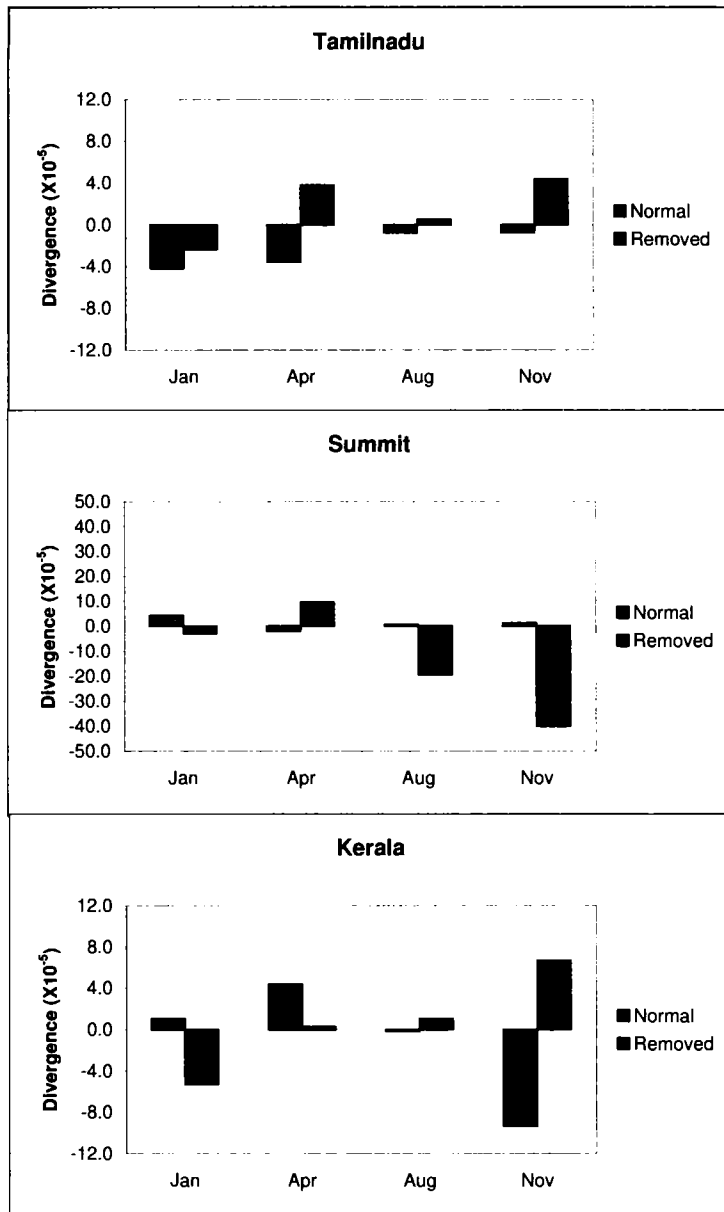 Tamilnadu
12.0
8.0
4.0
0.0
-4.0
-8.0
-12.0
Divergence (X10⁻⁵)
Jan Apr Aug Nov
Normal
Removed
Summit
50.0
40.0
30.0
20.0
10.0
0.0
-10.0
-20.0
-30.0
-40.0
-50.0
Divergence (X10⁻⁵)
Jan Apr Aug Nov
Normal
Removed
Kerala
12.0
8.0
4.0
0.0
-4.0
-8.0
-12.0
Divergence (X10⁻⁵)
Jan Apr Aug Nov
Normal
Removed